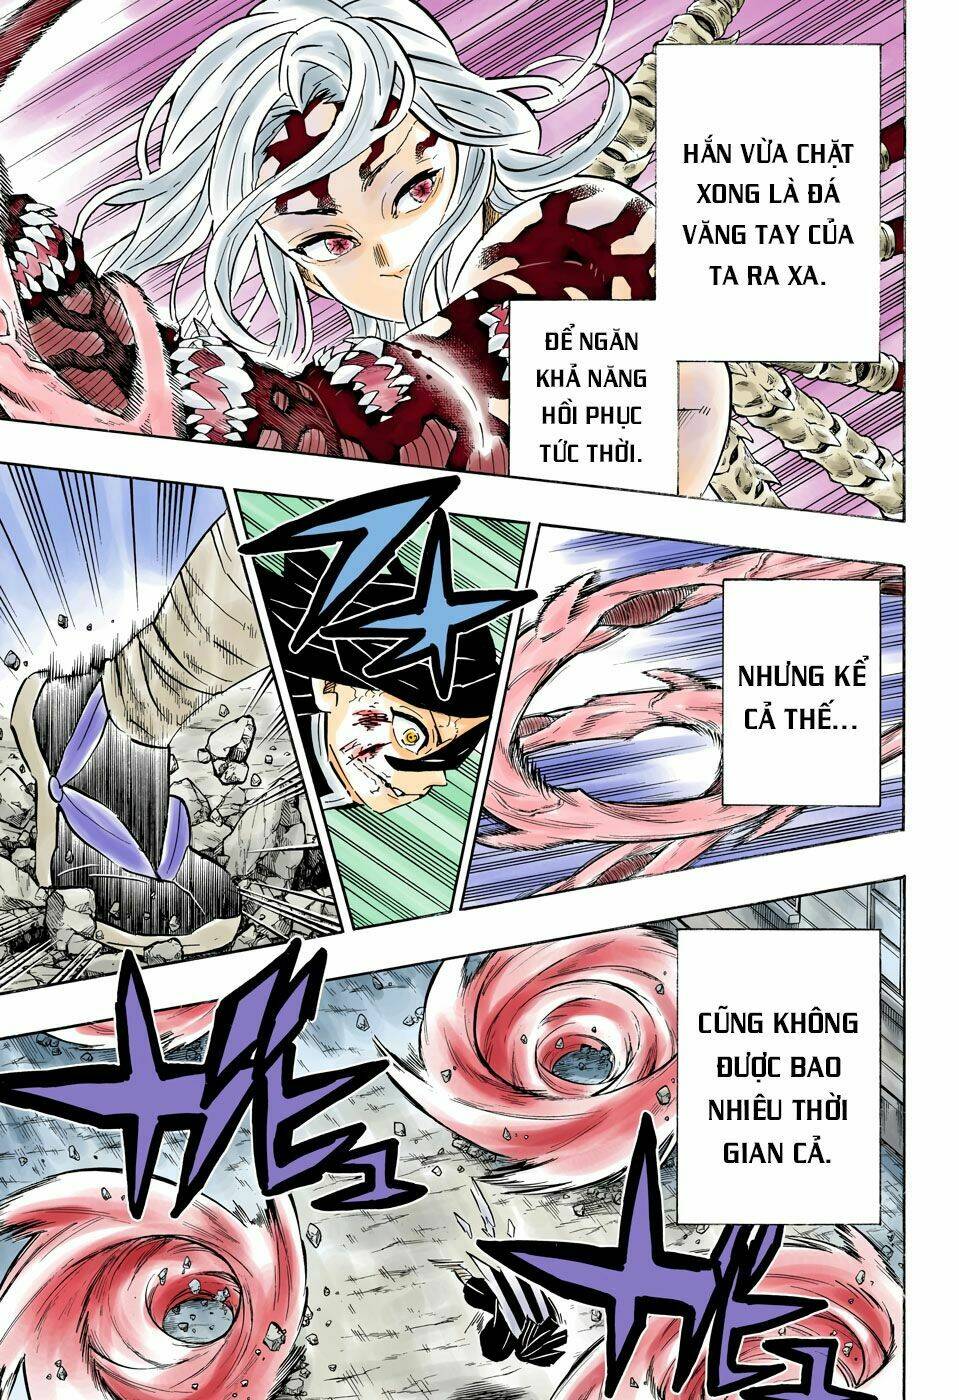 HẮN VỪA CHẶT
XONG LÀ ĐÁ
VĂNG TAY CỦA
TA RA XA.
ĐỂ NGĂN
KHẢ NĂNG
HỒI PHỤC
TỨC THỜI.
NHƯNG KỂ
CẢ THẾ...
CŨNG KHÔNG
ĐƯỢC BAO
NHIÊU THỜI
GIAN CẢ.